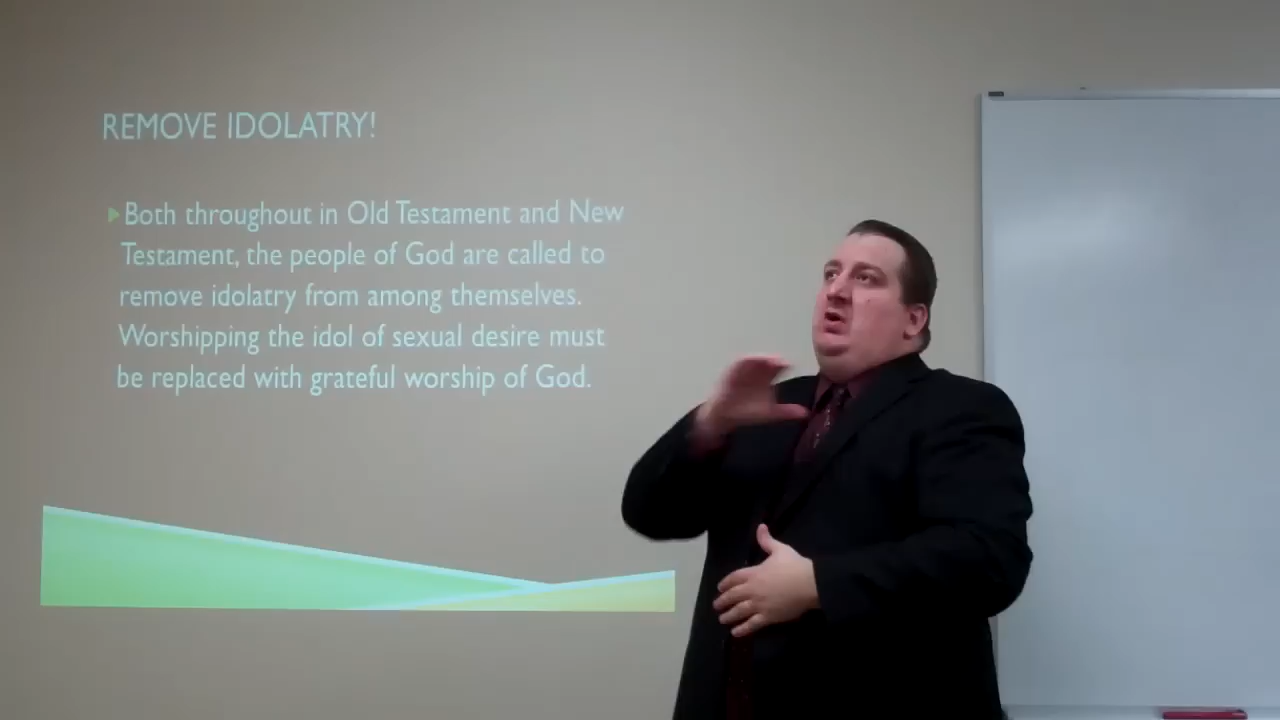 REMOVE IDOLATRY!
Both throughout in Old Testament and New
Testament, the people of God are called to
remove idolatry from among themselves.
Worshipping the idol of sexual desire must
be replaced with grateful worship of God.